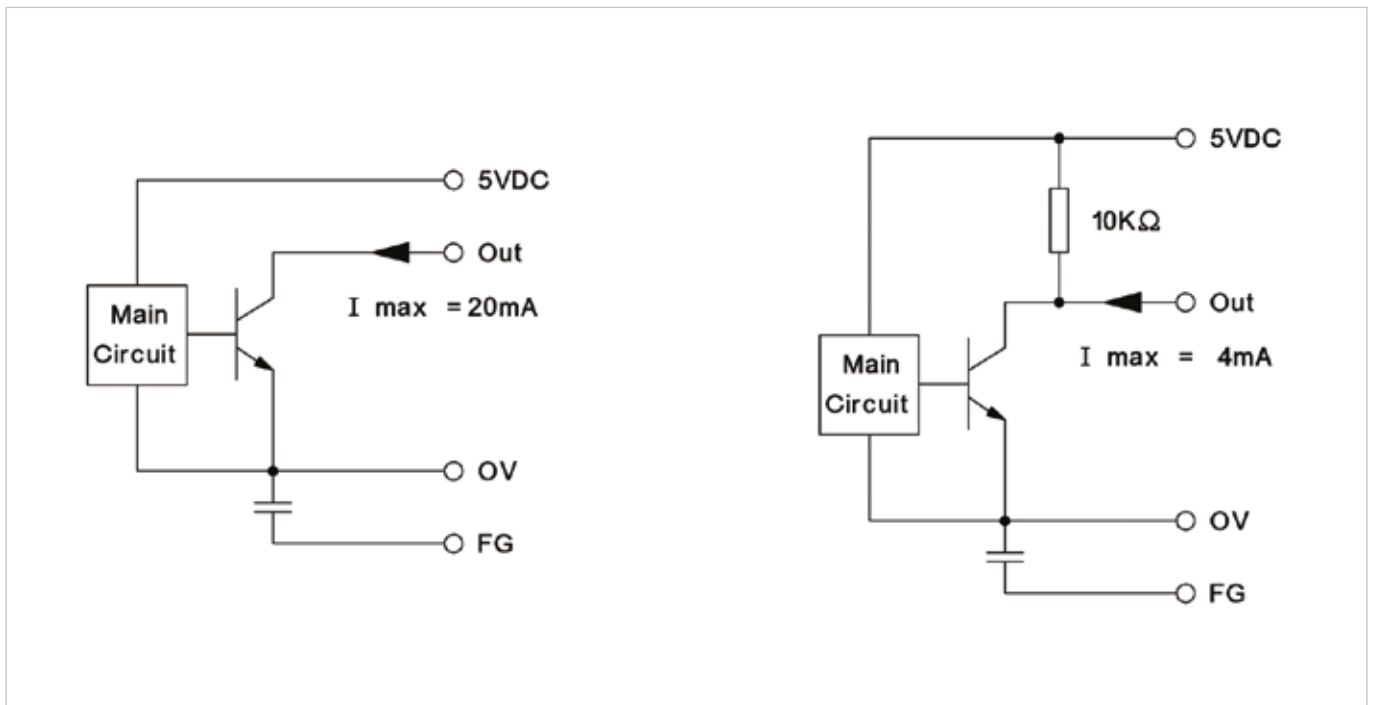 5VDC
Out
I max = 20mA
Main
Circuit
OV
FG
5VDC
10KΩ
Out
I max = 4mA
Main
Circuit
OV
FG